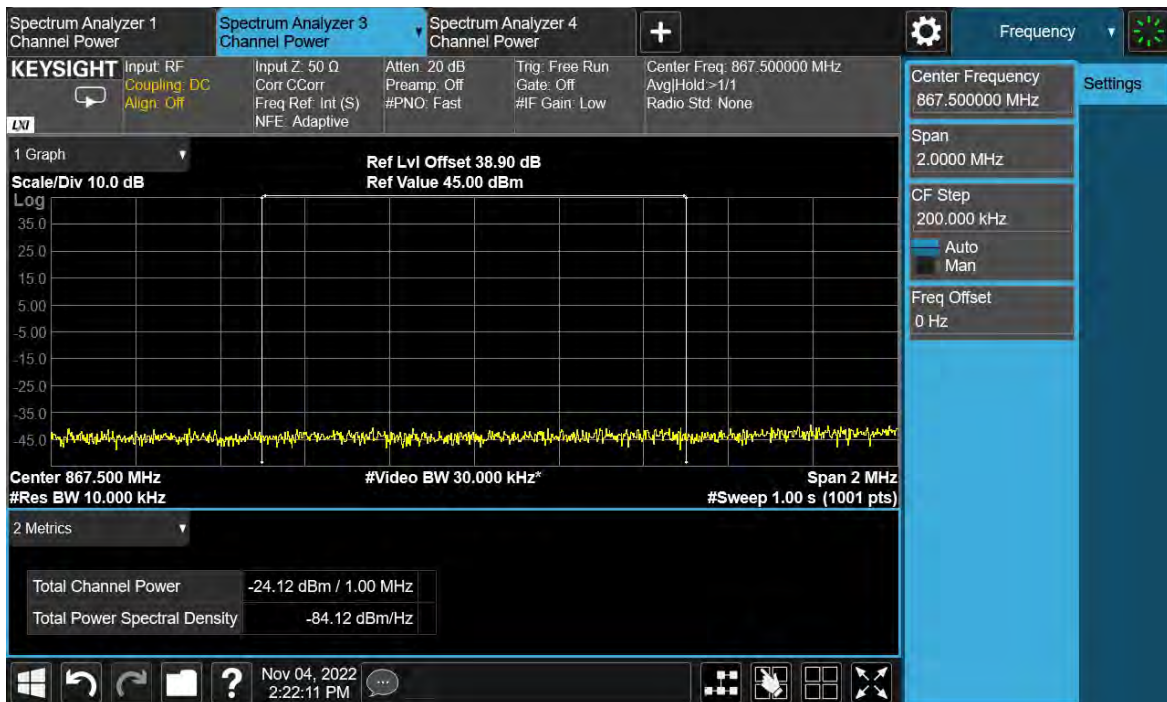 Spectrum Analyzer 1
Channel Power
Spectrum Analyzer 3
Channel Power
Spectrum Analyzer 4
Channel Power
Frequency
KEYSIGHT
LXI
Input: RF
Coupling: DC
Align: Off
Input Z: 50 Ω
Corr CCorr
Freq Ref: Int (S)
NFE: Adaptive
Atten: 20 dB
Preamp: Off
#PNO: Fast
Trig: Free Run
Gate: Off
#IF Gain: Low
Center Freq: 867.500000 MHz
Avg|Hold:>1/1
Radio Std: None
Center Frequency
867.500000 MHz
Settings
Span
2.0000 MHz
CF Step
200.000 kHz
Auto
Man
Freq Offset
0 Hz
1 Graph
Scale/Div 10.0 dB
Ref Lvl Offset 38.90 dB
Ref Value 45.00 dBm
Log
35.0
25.0
15.0
5.00
-5.00
-15.0
-25.0
-35.0
-45.0
Center 867.500 MHz
#Video BW 30.000 kHz*
Span 2 MHz
#Res BW 10.000 kHz
#Sweep 1.00 s (1001 pts)
2 Metrics
Total Channel Power -24.12 dBm / 1.00 MHz
Total Power Spectral Density -84.12 dBm/Hz
Nov 04, 2022
2:22:11 PM